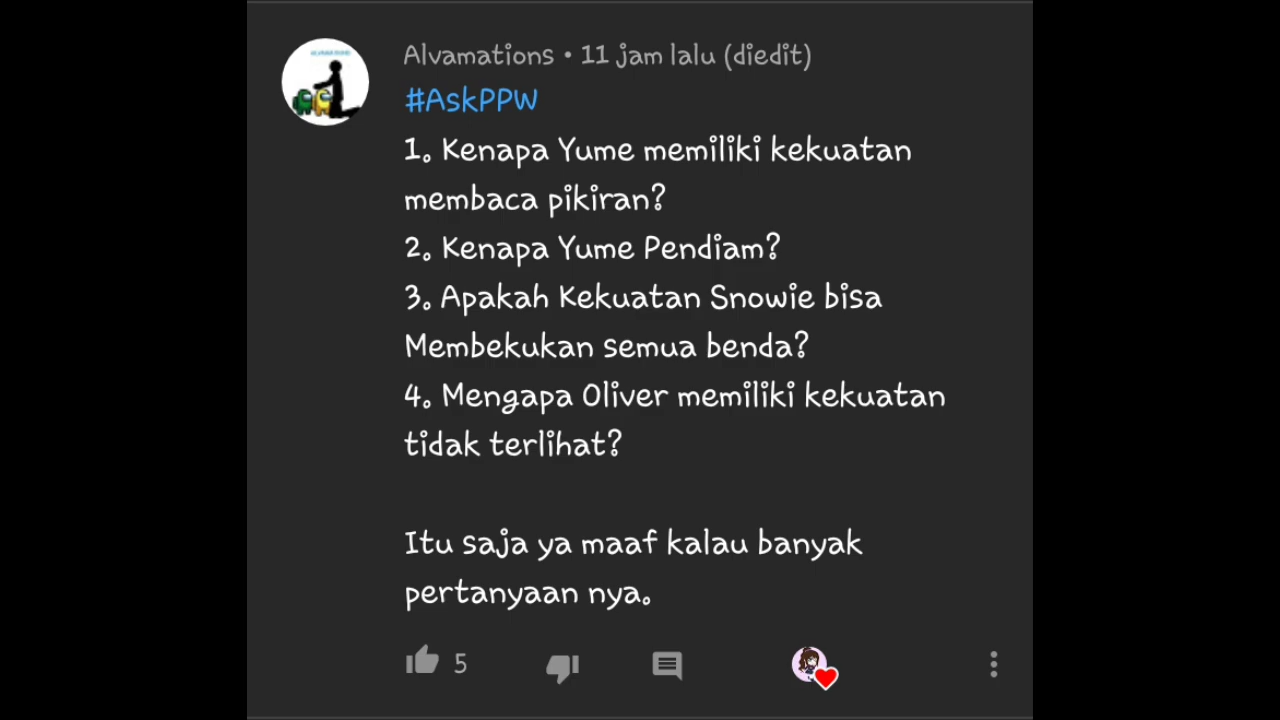 Alvamations • 11 jam lalu (diedit)
#AskPPW
1. Kenapa Yume memiliki kekuatan
membaca pikiran?
2. Kenapa Yume Pendiam?
3. Apakah Kekuatan Snowie bisa
Membekukan semua benda?
4. Mengapa Oliver memiliki kekuatan
tidak terlihat?
Itu saja ya maaf kalau banyak
pertanyaan nya.
5